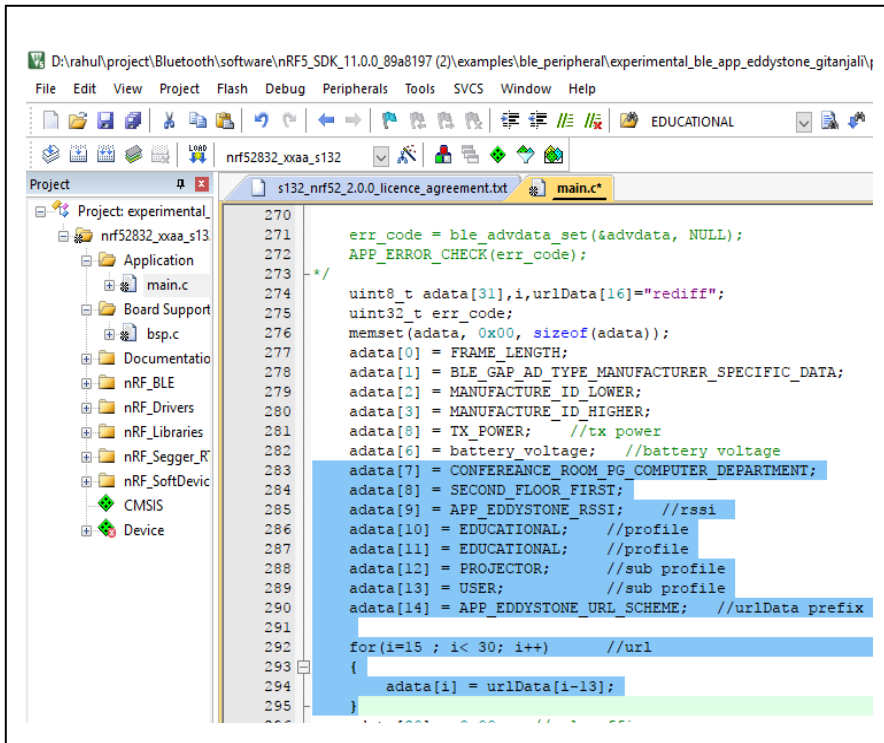 D:\rahul\project\Bluetooth\software\nRF5_SDK_11.0.0_89a8197 (2)\examples\ble_peripheral\experimental_ble_app_eddystone_gitanjali\p
File Edit View Project Flash Debug Peripherals Tools SVCS Window Help
EDUCATIONAL
LOAD
nrf52832_xxaa_s132
Project
s132_nrf52_2.0.0_licence_agreement.txt main.c*
Project: experimental_
nrf52832_xxaa_s13
Application
main.c
Board Support
bsp.c
Documentatio
nRF_BLE
nRF_Drivers
nRF_Libraries
nRF_Segger_RT
nRF_SoftDevic
CMSIS
Device
270
271 err_code = ble_advdata_set(&advdata, NULL);
272 APP_ERROR_CHECK(err_code);
273 */
274 uint8_t adata[31],i,urlData[16]="rediff";
275 uint32_t err_code;
276 memset(adata, 0x00, sizeof(adata));
277 adata[0] = FRAME_LENGTH;
278 adata[1] = BLE_GAP_AD_TYPE_MANUFACTURER_SPECIFIC_DATA;
279 adata[2] = MANUFACTURE_ID_LOWER;
280 adata[3] = MANUFACTURE_ID_HIGHER;
281 adata[8] = TX_POWER; //tx power
282 adata[6] = battery_voltage; //battery voltage
283 adata[7] = CONFEREANCE_ROOM_PG_COMPUTER_DEPARTMENT;
284 adata[8] = SECOND_FLOOR_FIRST;
285 adata[9] = APP_EDDYSTONE_RSSI; //rssi
286 adata[10] = EDUCATIONAL; //profile
287 adata[11] = EDUCATIONAL; //profile
288 adata[12] = PROJECTOR; //sub profile
289 adata[13] = USER; //sub profile
290 adata[14] = APP_EDDYSTONE_URL_SCHEME; //urlData prefix
291
292 for(i=15 ; i< 30; i++) //url
293 {
294 adata[i] = urlData[i-13];
295 }